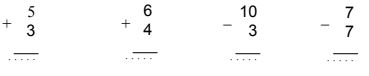 + 5 + 6 − 10 − 7
3 4 3 7
..... ..... ..... .....